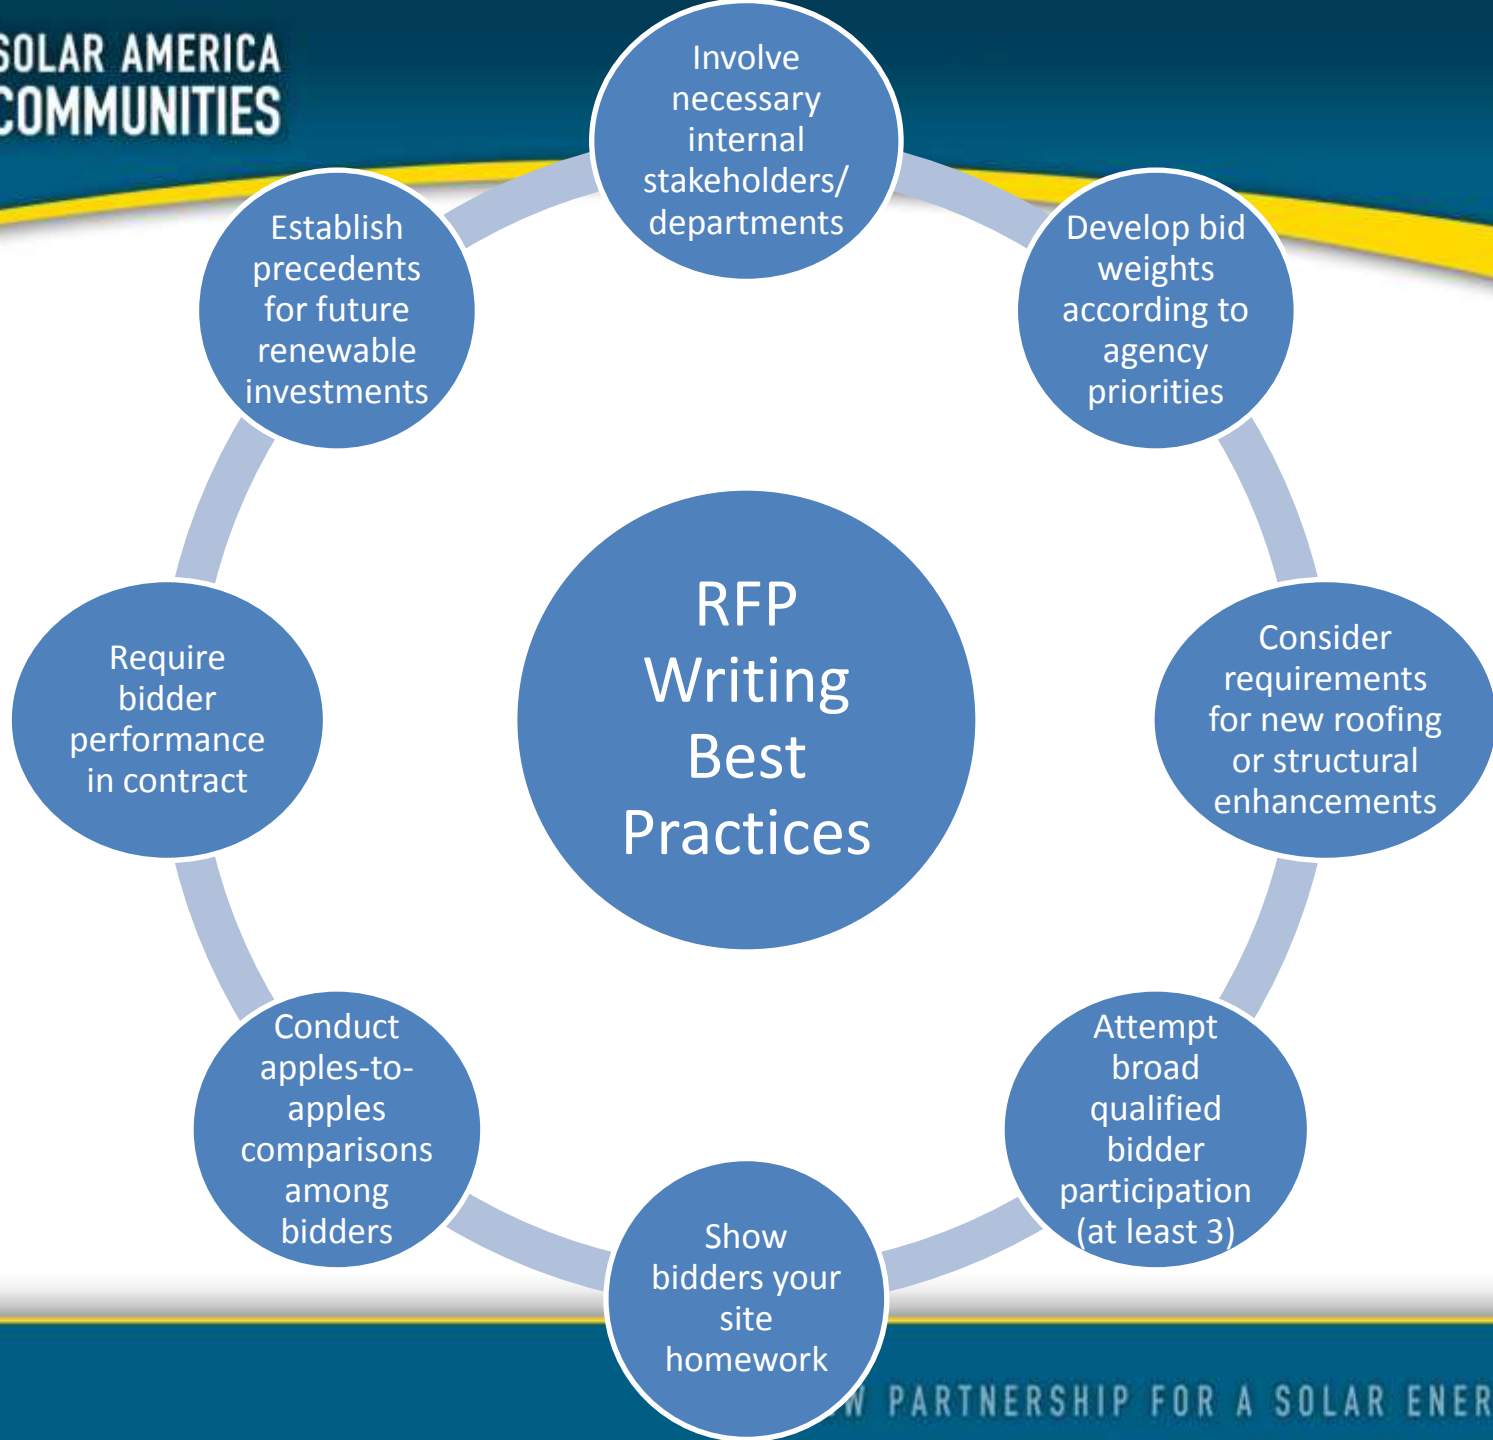 SOLAR AMERICA
COMMUNITIES
Involve
necessary
internal
stakeholders/
departments
Develop bid
weights
according to
agency
priorities
Consider
requirements
for new roofing
or structural
enhancements
Attempt
broad
qualified
bidder
participation
(at least 3)
Show
bidders your
site
homework
Conduct
apples-to-
apples
comparisons
among
bidders
Require
bidder
performance
in contract
Establish
precedents
for future
renewable
investments
RFP
Writing
Best
Practices
W PARTNERSHIP FOR A SOLAR ENER